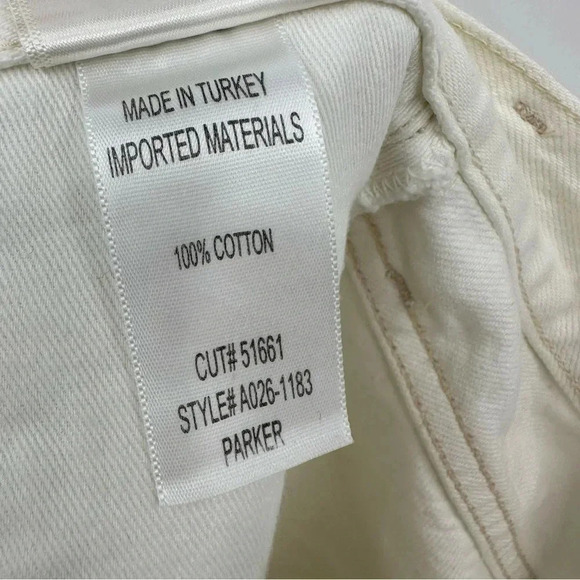 MADE IN TURKEY
IMPORTED MATERIALS
100% COTTON
CUT# 51661
STYLE# A026-1183
PARKER